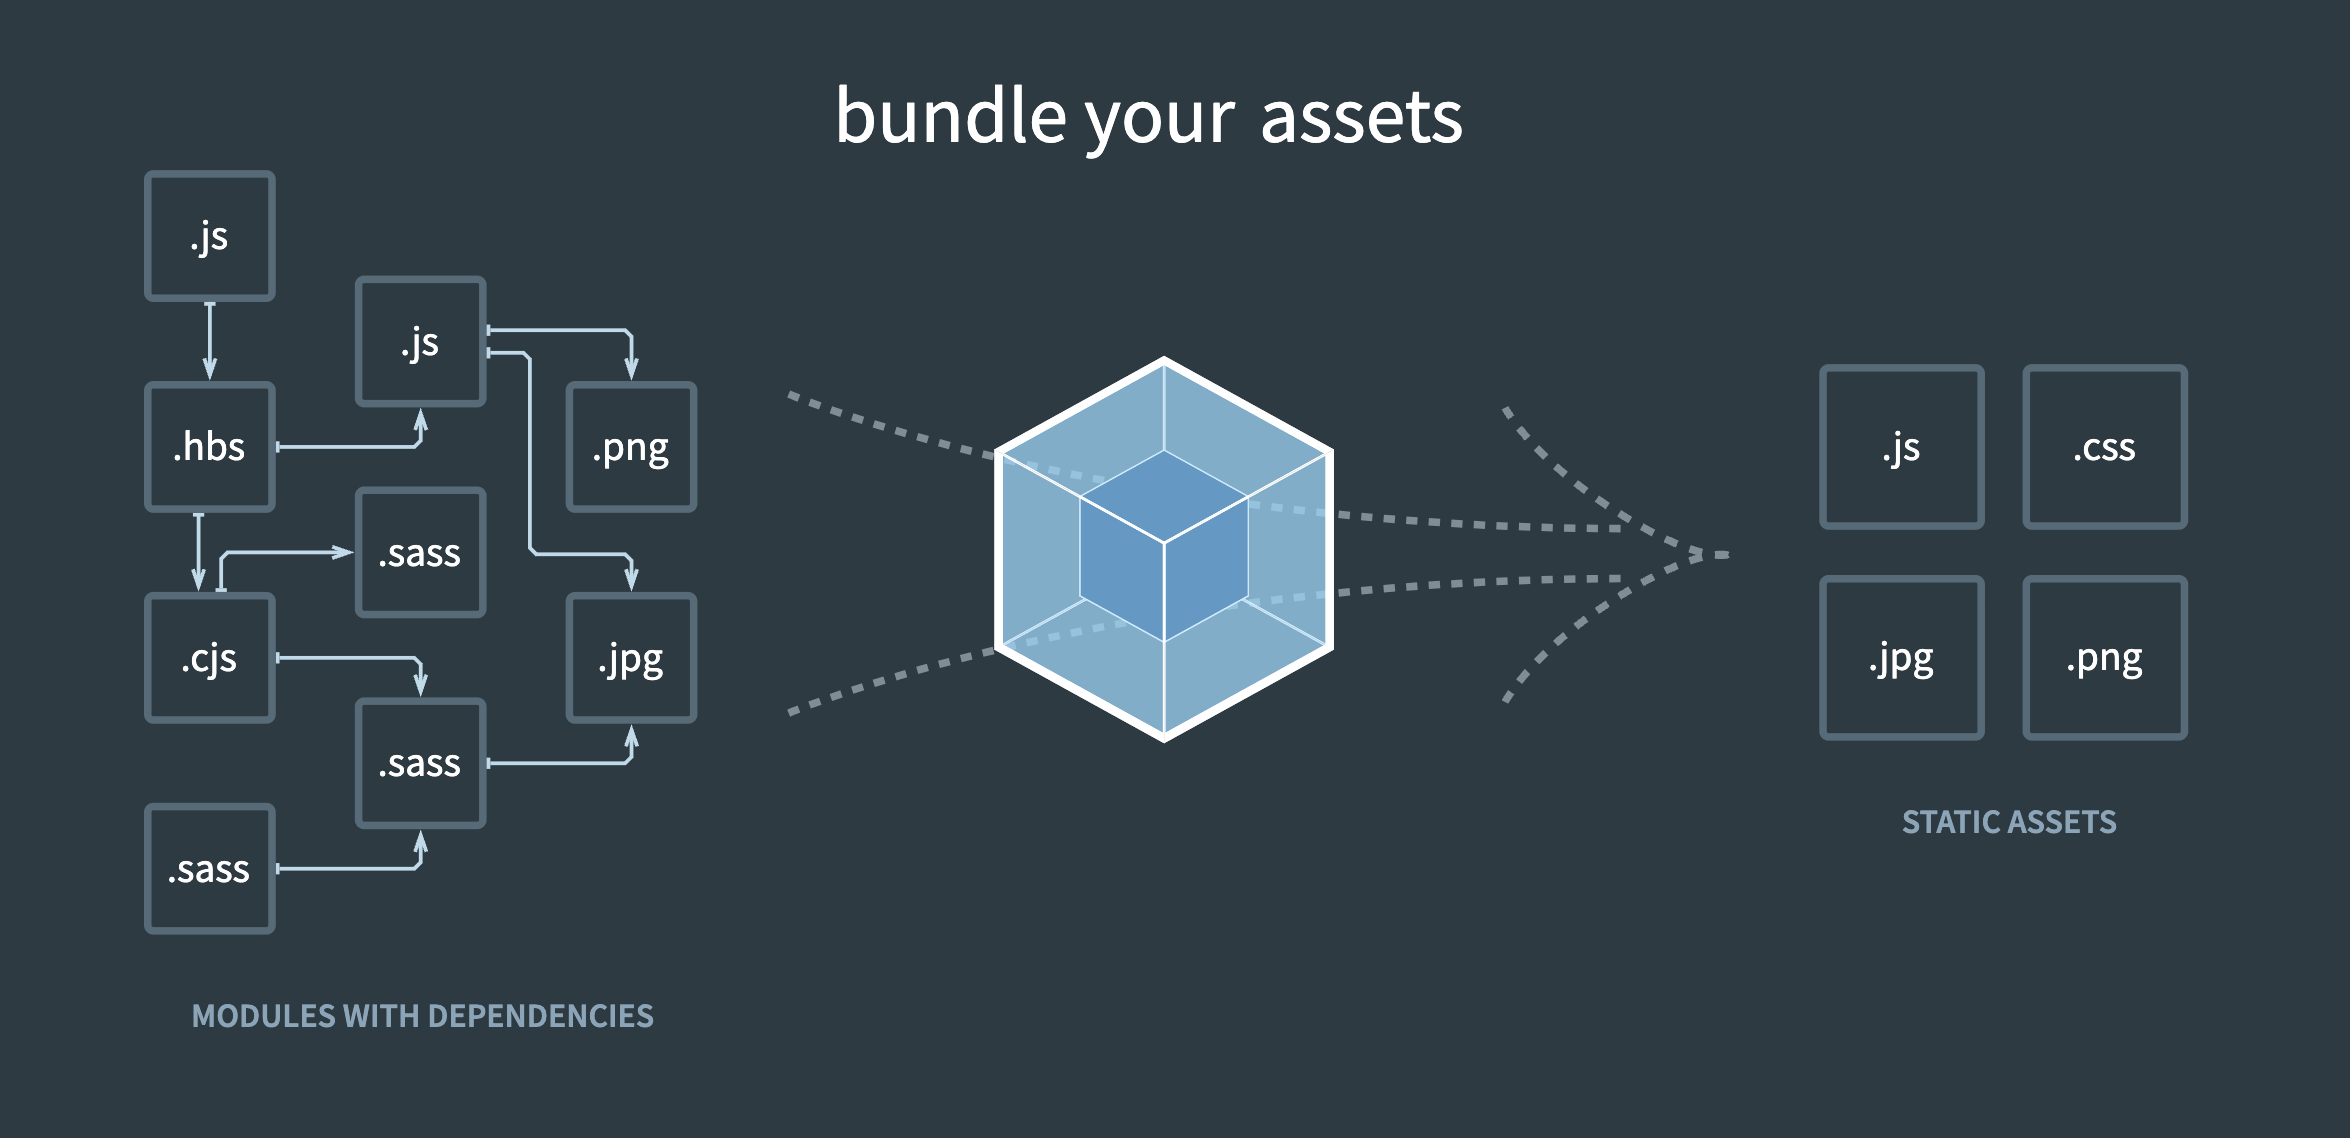 bundle your assets
.js
.js
.hbs
.png
.sass
.cjs
.jpg
.sass
.sass
MODULES WITH DEPENDENCIES
.js
.css
.jpg
.png
STATIC ASSETS